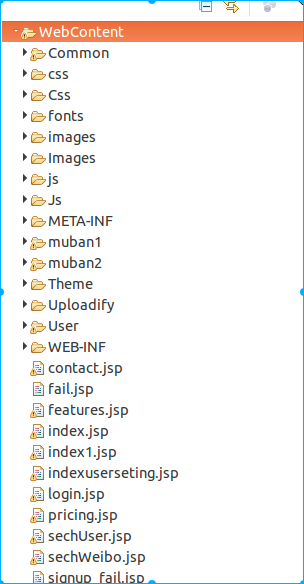 WebContent
Common
css
Css
fonts
images
Images
js
Js
META-INF
muban1
muban2
Theme
Uploadify
User
WEB-INF
contact.jsp
fail.jsp
features.jsp
index.jsp
index1.jsp
indexuserseting.jsp
login.jsp
pricing.jsp
sechUser.jsp
sechWeibo.jsp
signup_fail.jsp